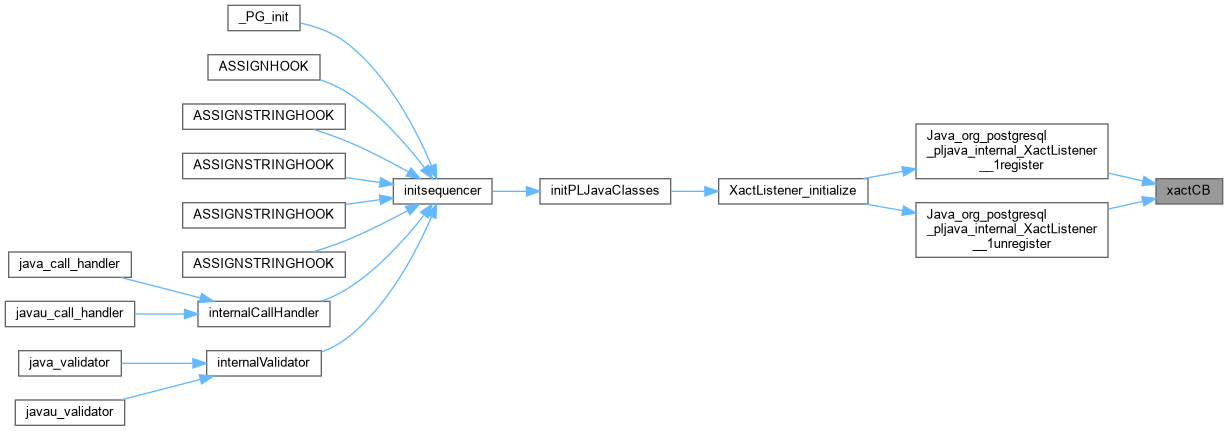 _PG_init
ASSIGNHOOK
ASSIGNSTRINGHOOK
ASSIGNSTRINGHOOK
ASSIGNSTRINGHOOK
ASSIGNSTRINGHOOK
java_call_handler
javau_call_handler
internalCallHandler
java_validator
javau_validator
internalValidator
initsequencer
initPLJavaClasses
XactListener_initialize
Java_org_postgresql
_pljava_internal_XactListener
__1register
Java_org_postgresql
_pljava_internal_XactListener
__1unregister
xactCB